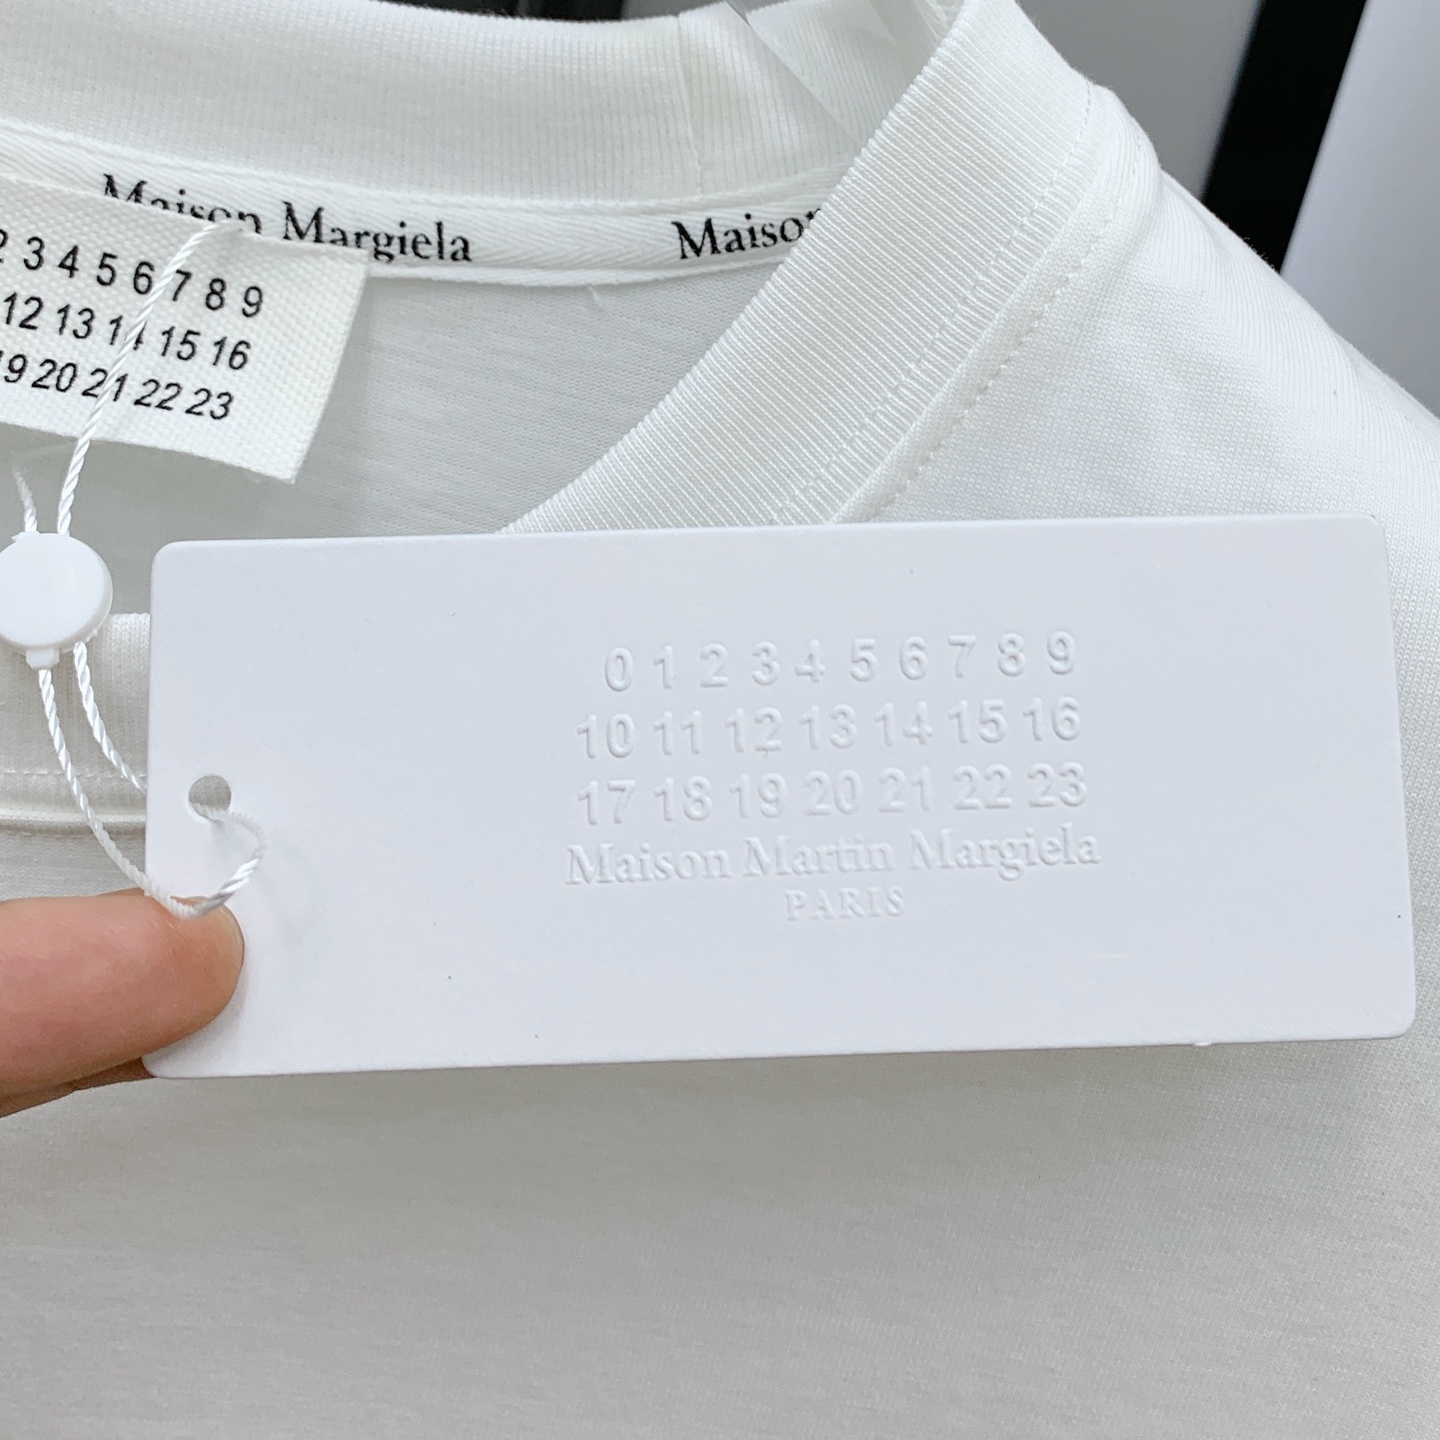 Maison Margiela Maison
2 3 4 5 6 7 8 9
12 13 14 15 16
19 20 21 22 23
0 1 2 3 4 5 6 7 8 9
10 11 12 13 14 15 16
17 18 19 20 21 22 23
Maison Martin Margiela
PARIS